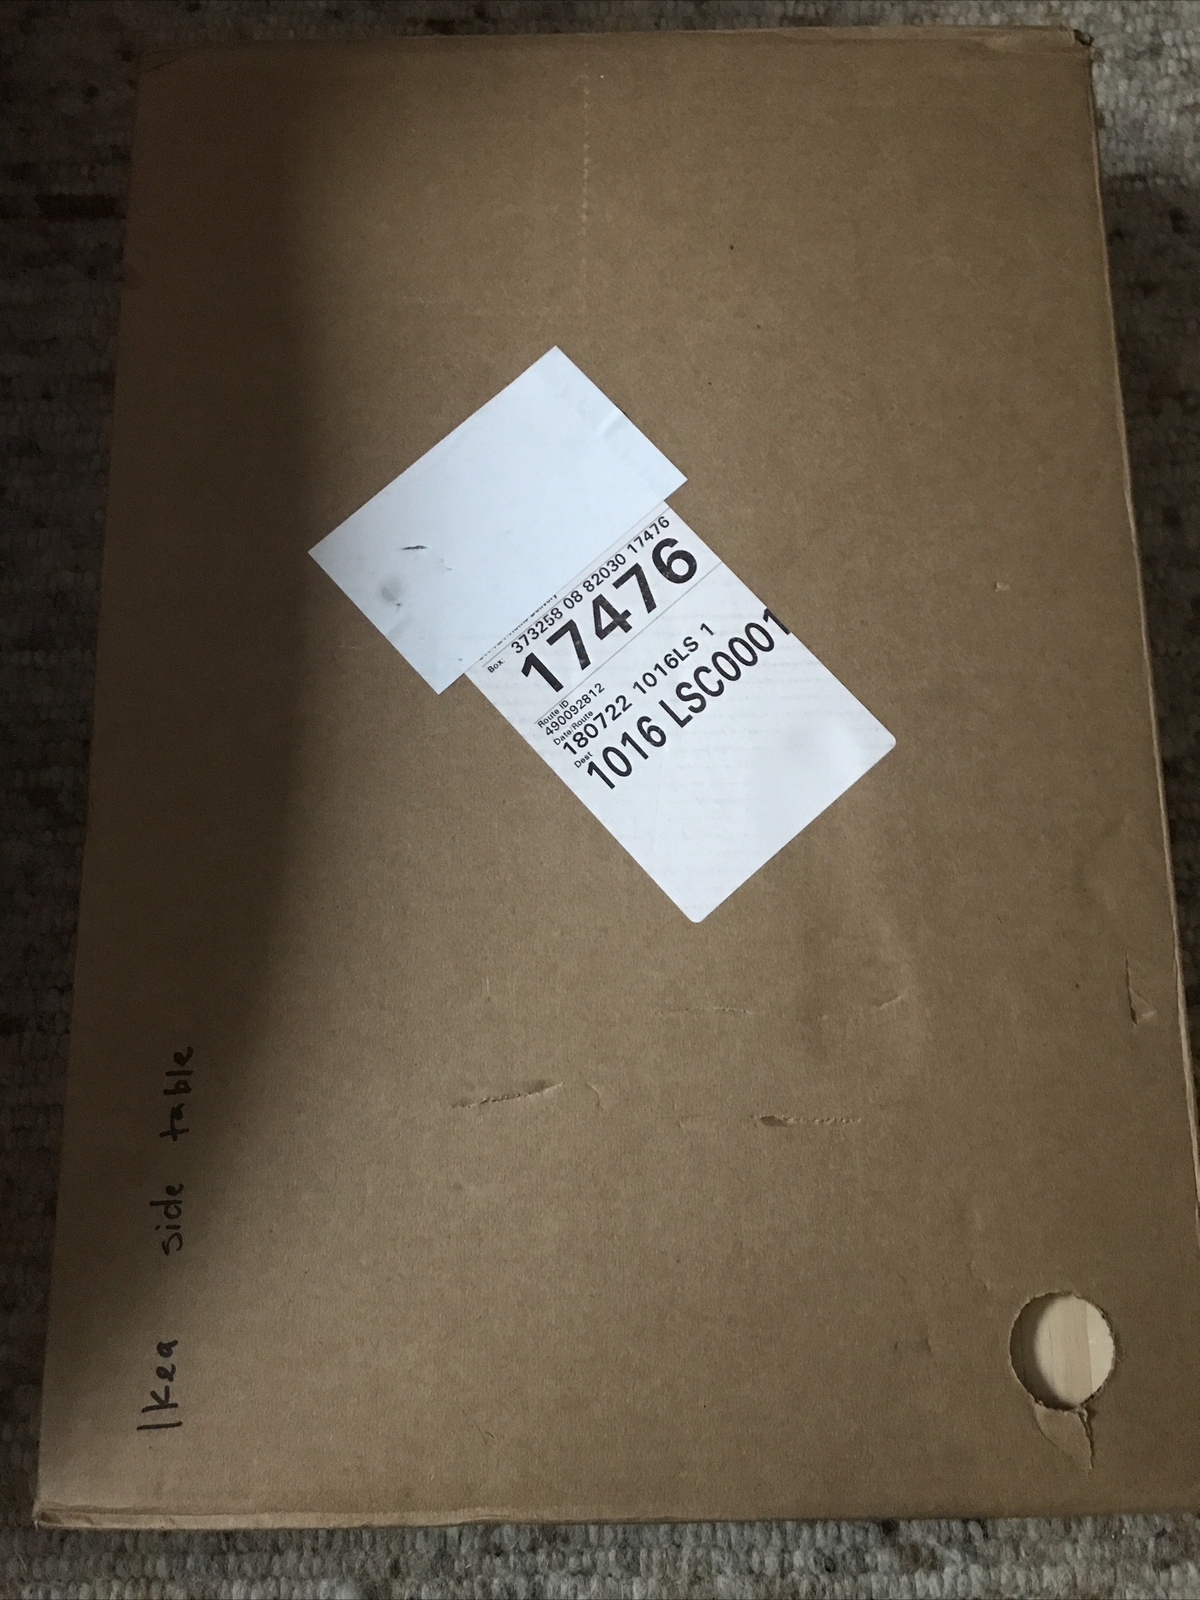 Box: 373258 08 82030 17476
17476
Route ID
490092812
Date/Route
180722 1016LS 1
Dest
1016 LSC0001
Ikea side table